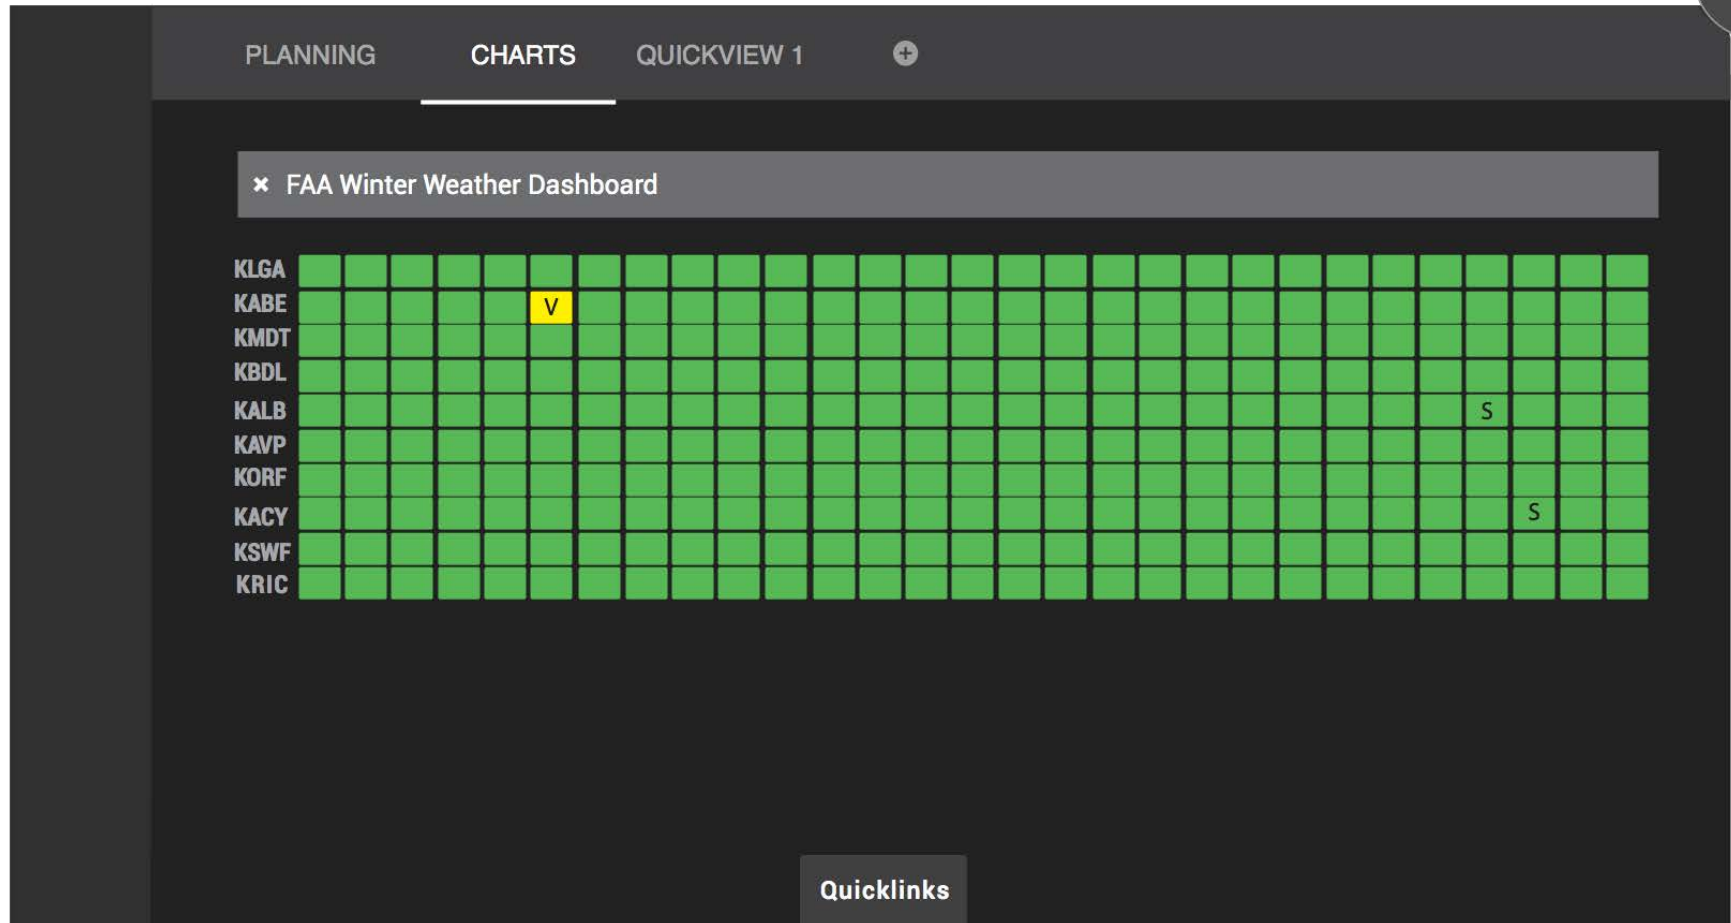 PLANNING CHARTS QUICKVIEW 1
FAA Winter Weather Dashboard
KLGA
KABE V
KMDT
KBDL
KALB S
KAVP
KORF
KACY S
KSWF
KRIC
Quicklinks